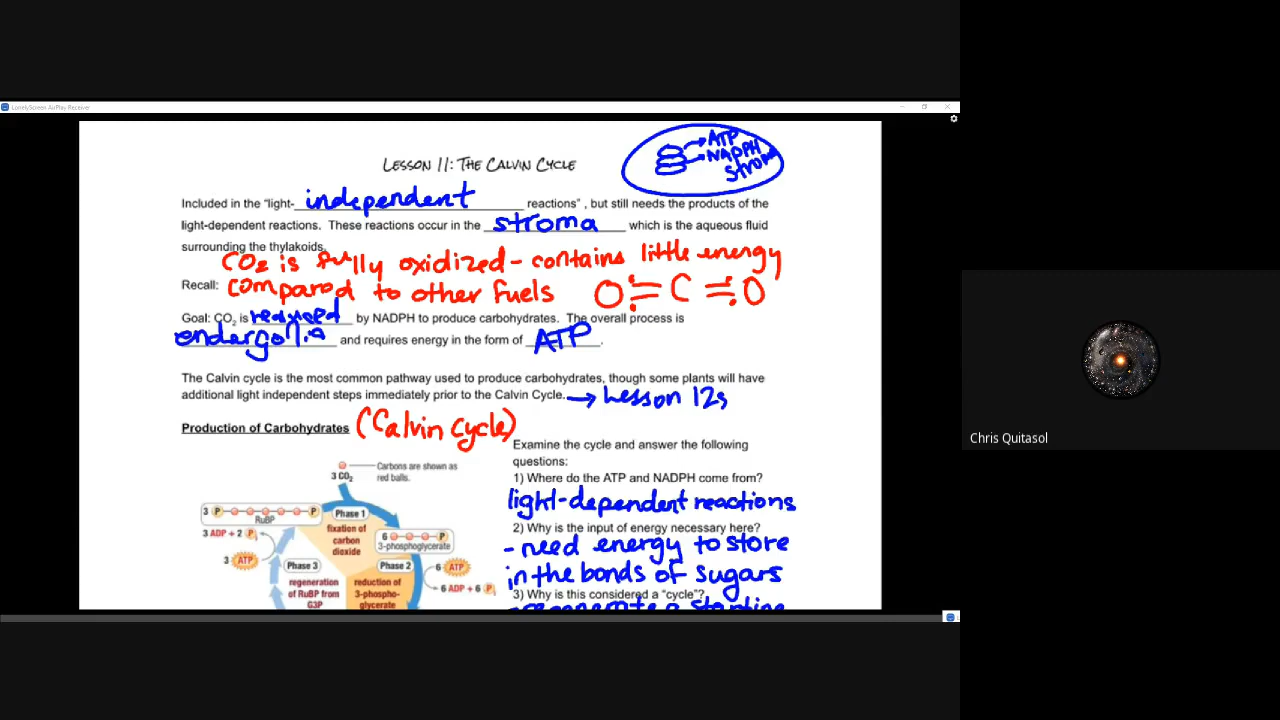 LonelyScreen AirPlay Receiver
LESSON 11: THE CALVIN CYCLE
ATP
NADPH
stroma
Included in the "light- independent reactions", but still needs the products of the
light-dependent reactions. These reactions occur in the stroma which is the aqueous fluid
surrounding the thylakoids.
CO2 is fully oxidized - contains little energy
Recall: compared to other fuels O=C=O
Goal: CO2 is reduced by NADPH to produce carbohydrates. The overall process is
endergonic and requires energy in the form of ATP.
The Calvin cycle is the most common pathway used to produce carbohydrates, though some plants will have
additional light independent steps immediately prior to the Calvin Cycle. → Lesson 12s
Production of Carbohydrates (Calvin cycle)
Examine the cycle and answer the following
questions:
1) Where do the ATP and NADPH come from?
light-dependent reactions
2) Why is the input of energy necessary here?
- need energy to store
in the bonds of sugars
3) Why is this considered a "cycle"?
Carbons are shown as
red balls.
3 CO2
3 P P
RuBP
Phase 1
fixation of
carbon
dioxide
6 P
3-phosphoglycerate
3 ADP + 2 P
3 ATP
Phase 3
regeneration
of RuBP from
G3P
Phase 2
reduction of
3-phospho-
glycerate
6 ATP
6 ADP + 6 P
Chris Quitasol